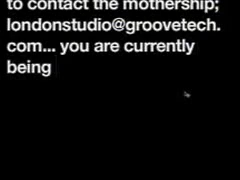 to contact the mothership;
londonstudio@groovetech.
com... you are currently
being